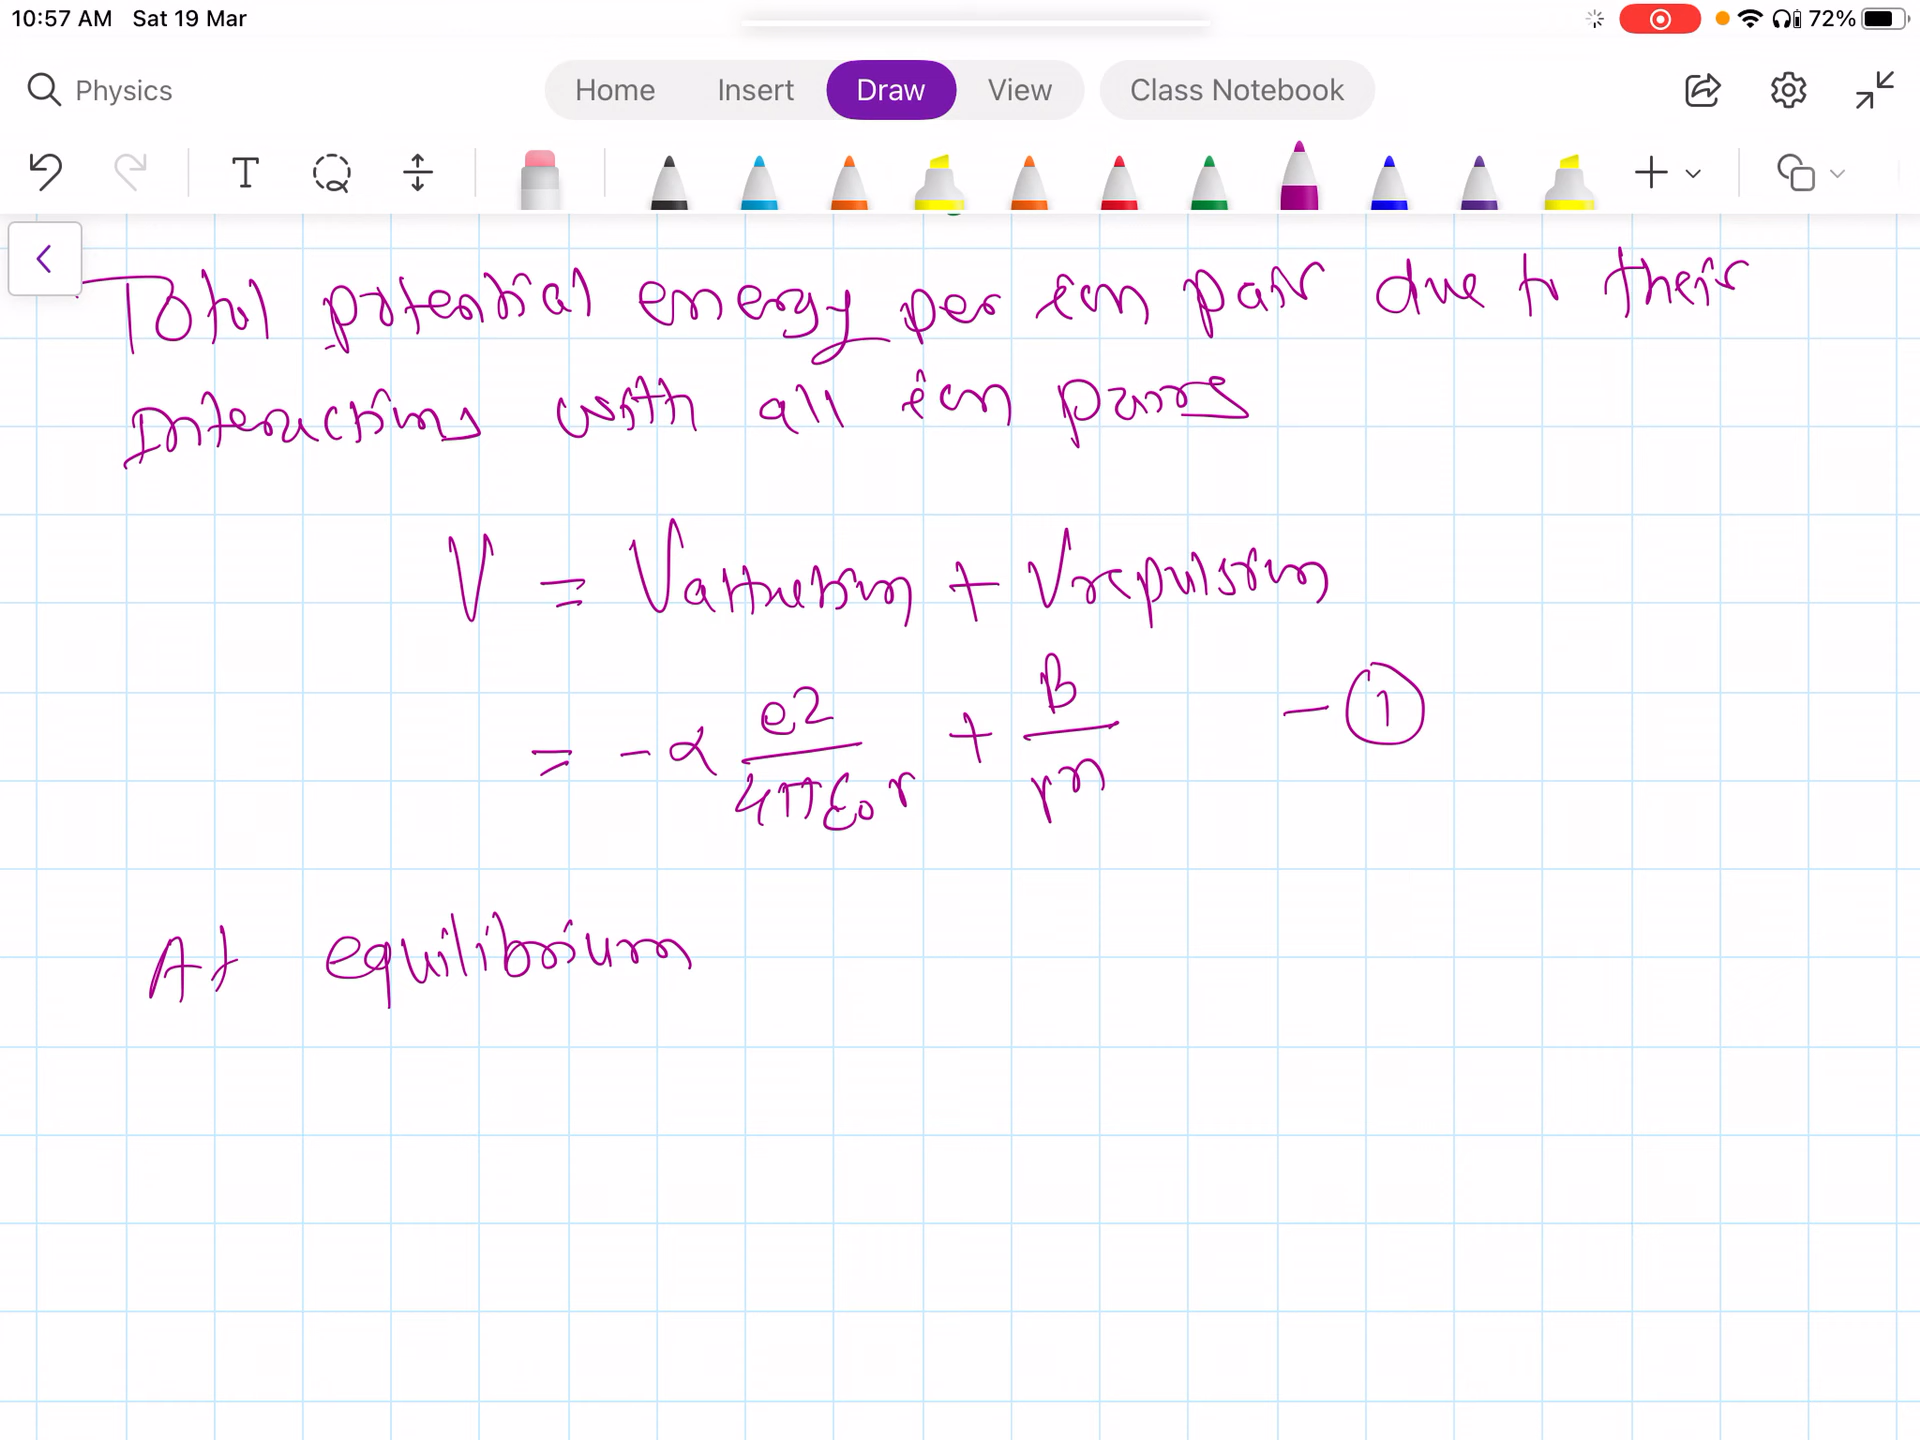 10:57 AM Sat 19 Mar 72%
Physics Home Insert Draw View Class Notebook
T
Total potential energy per ion pair due to their
interactions with all ion pairs
V = Vattraction + Vrepulsion
= -α e2/4πε₀r + B/rⁿ - ①
At equilibrium